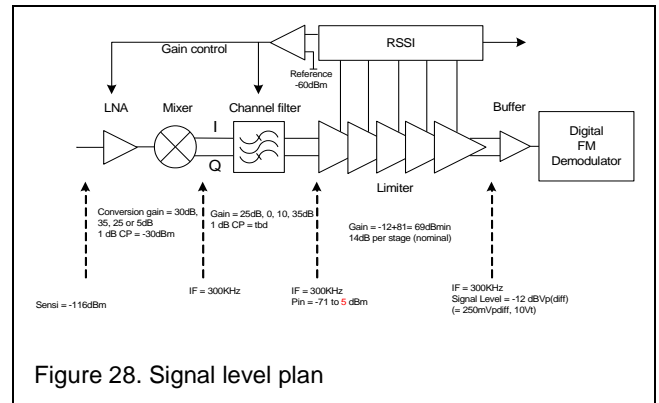 RSSI
Gain control
Reference
-60dBm
LNA
Mixer
Channel filter
Buffer
I
Q
Digital
FM
Demodulator
Limiter
Conversion gain = 30dB,
35, 25 or 5dB
1 dB CP = -30dBm
Gain = 25dB, 0, 10, 35dB
1 dB CP = tbd
Gain = -12+81= 69dBmin
14dB per stage (nominal)
Sensi = -116dBm
IF = 300KHz
IF = 300KHz
Pin = -71 to 5 dBm
IF = 300KHz
Signal Level = -12 dBVp(diff)
(= 250mVpdiff, 10Vt)
Figure 28. Signal level plan